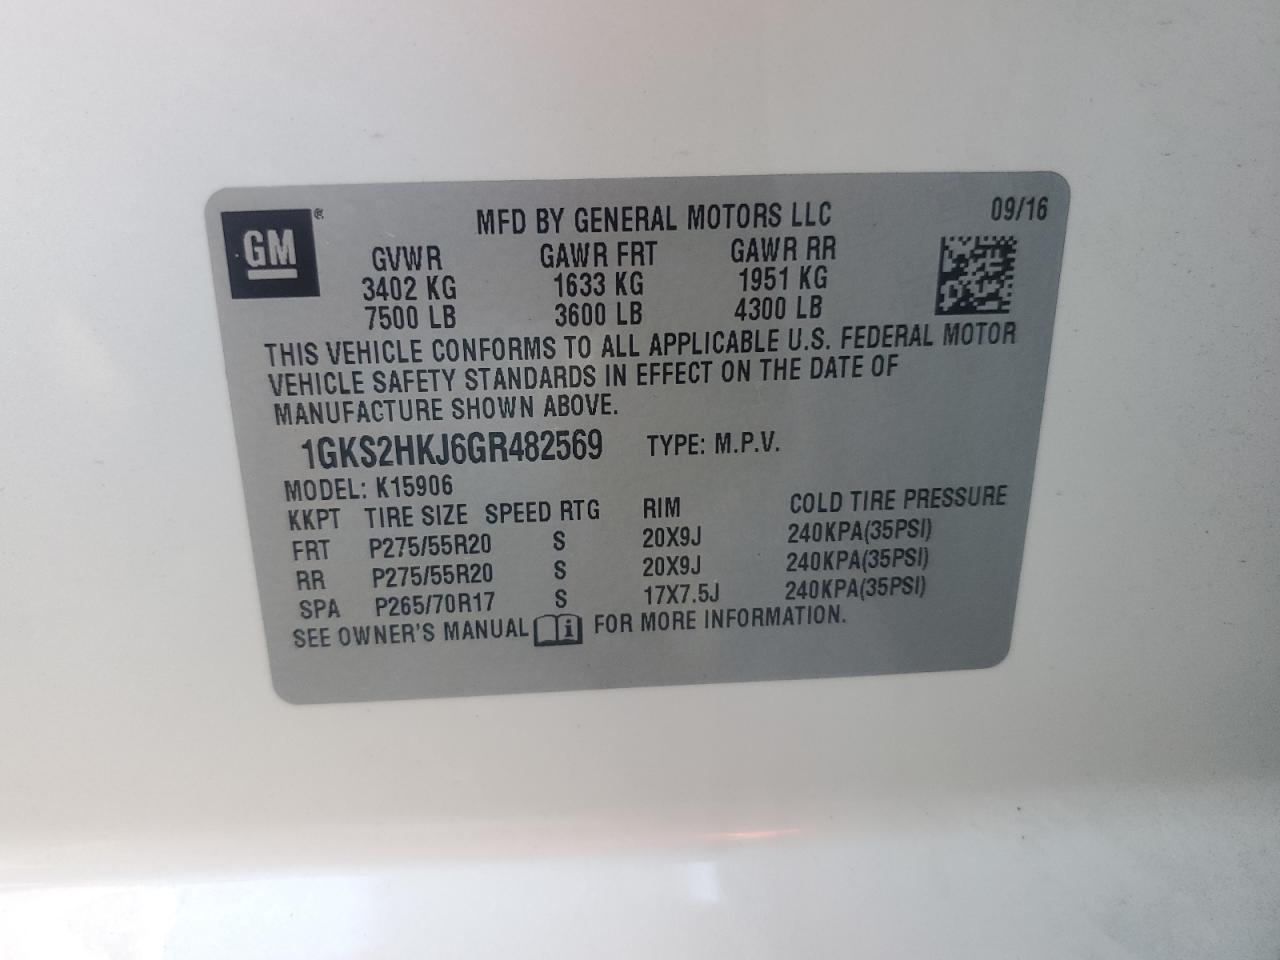 GM ®
MFD BY GENERAL MOTORS LLC 09/16
GVWR GAWR FRT GAWR RR
3402 KG 1633 KG 1951 KG
7500 LB 3600 LB 4300 LB
THIS VEHICLE CONFORMS TO ALL APPLICABLE U.S. FEDERAL MOTOR
VEHICLE SAFETY STANDARDS IN EFFECT ON THE DATE OF
MANUFACTURE SHOWN ABOVE.
1GKS2HKJ6GR482569 TYPE: M.P.V.
MODEL: K15906
KKPT TIRE SIZE SPEED RTG RIM COLD TIRE PRESSURE
FRT P275/55R20 S 20X9J 240KPA(35PSI)
RR P275/55R20 S 20X9J 240KPA(35PSI)
SPA P265/70R17 S 17X7.5J 240KPA(35PSI)
SEE OWNER'S MANUAL i FOR MORE INFORMATION.